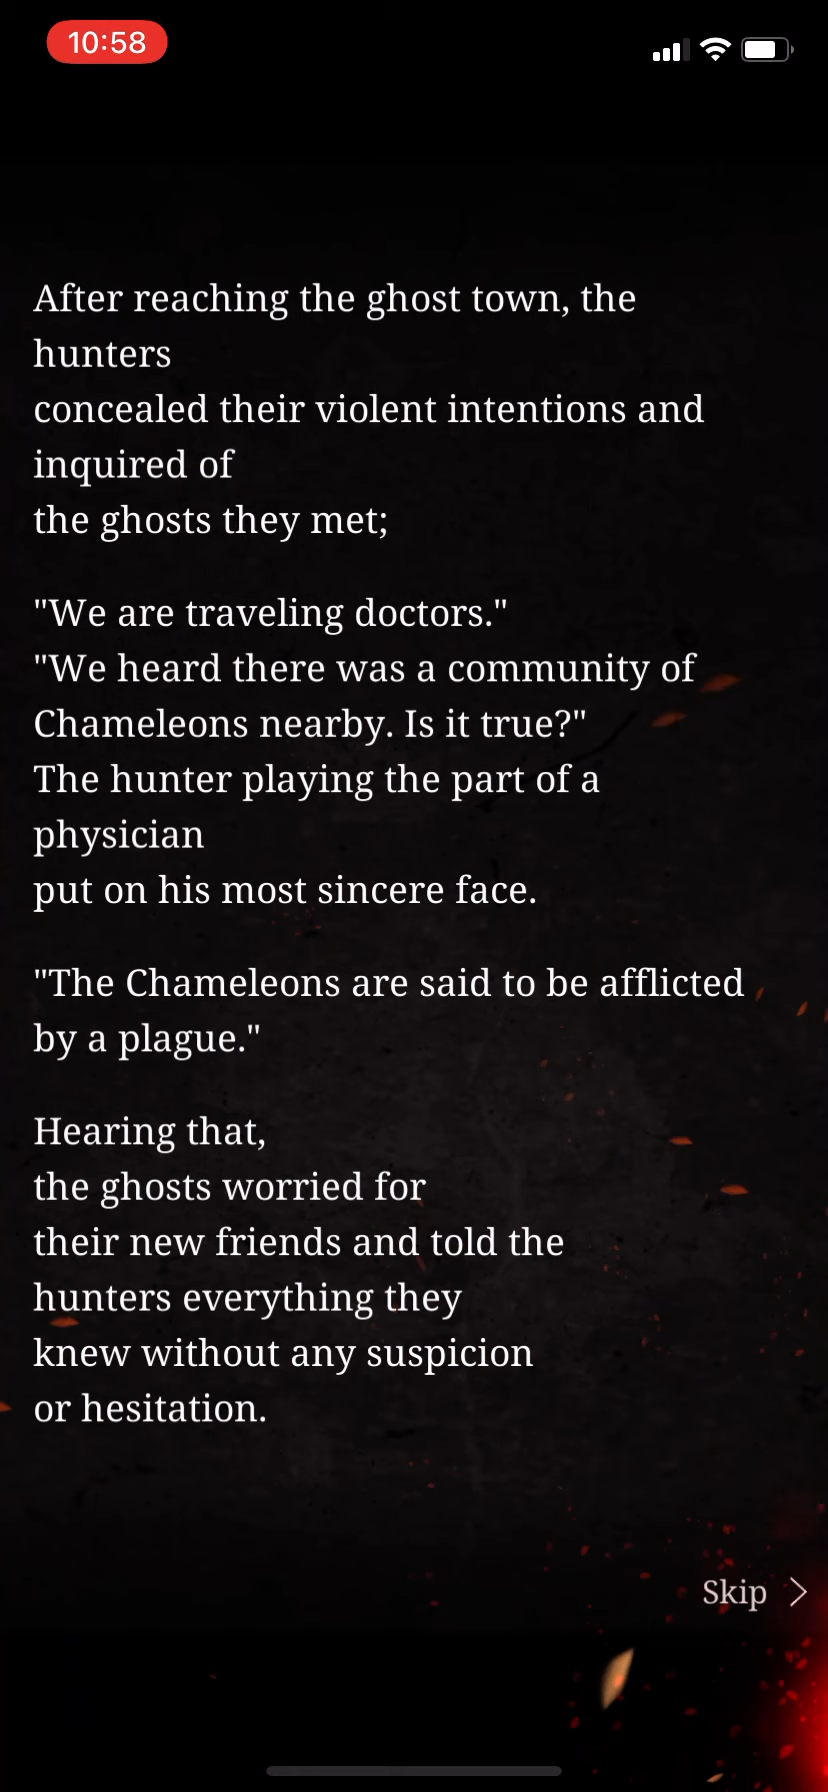 10:58
After reaching the ghost town, the
hunters
concealed their violent intentions and
inquired of
the ghosts they met;
"We are traveling doctors."
"We heard there was a community of
Chameleons nearby. Is it true?"
The hunter playing the part of a
physician
put on his most sincere face.
"The Chameleons are said to be afflicted
by a plague."
Hearing that,
the ghosts worried for
their new friends and told the
hunters everything they
knew without any suspicion
or hesitation.
Skip